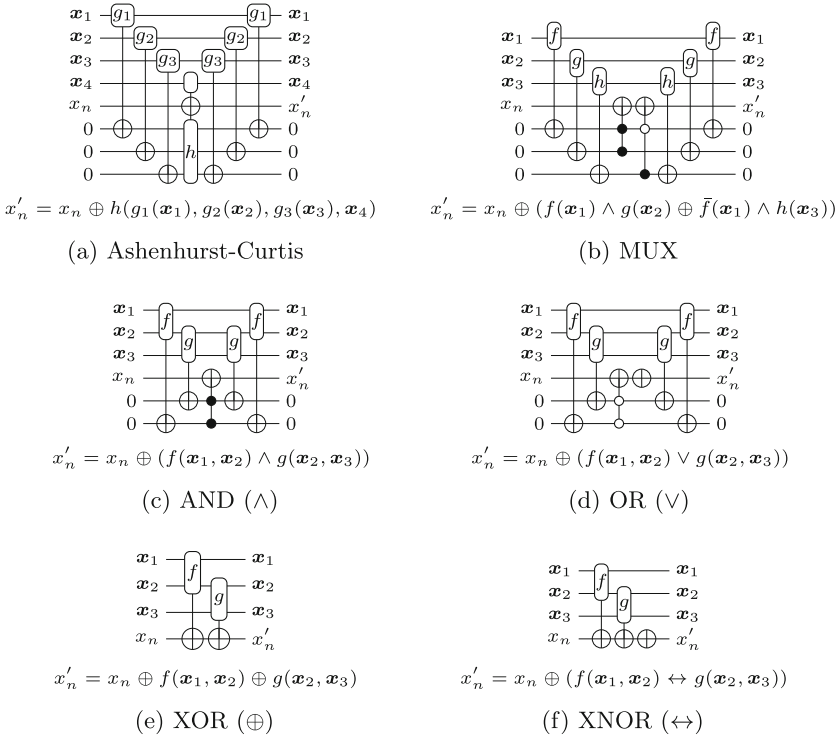 x₁ g₁ g₁ x₁
x₂ g₂ g₂ x₂
x₃ g₃ g₃ x₃
x₄ x₄
xₙ x′ₙ
0 0
0 h 0
0 0
x′ₙ = xₙ ⊕ h(g₁(x₁), g₂(x₂), g₃(x₃), x₄)
(a) Ashenhurst-Curtis
x₁ f f x₁
x₂ g g x₂
x₃ h h x₃
xₙ x′ₙ
0 0
0 0
0 0
x′ₙ = xₙ ⊕ (f(x₁) ∧ g(x₂) ⊕ f̄(x₁) ∧ h(x₃))
(b) MUX
x₁ f f x₁
x₂ g g x₂
x₃ x₃
xₙ x′ₙ
0 0
0 0
x′ₙ = xₙ ⊕ (f(x₁, x₂) ∧ g(x₂, x₃))
(c) AND (∧)
x₁ f f x₁
x₂ g g x₂
x₃ x₃
xₙ x′ₙ
0 0
0 0
x′ₙ = xₙ ⊕ (f(x₁, x₂) ∨ g(x₂, x₃))
(d) OR (∨)
x₁ f x₁
x₂ g x₂
x₃ x₃
xₙ x′ₙ
x′ₙ = xₙ ⊕ f(x₁, x₂) ⊕ g(x₂, x₃)
(e) XOR (⊕)
x₁ f x₁
x₂ g x₂
x₃ x₃
xₙ x′ₙ
x′ₙ = xₙ ⊕ (f(x₁, x₂) ↔ g(x₂, x₃))
(f) XNOR (↔)